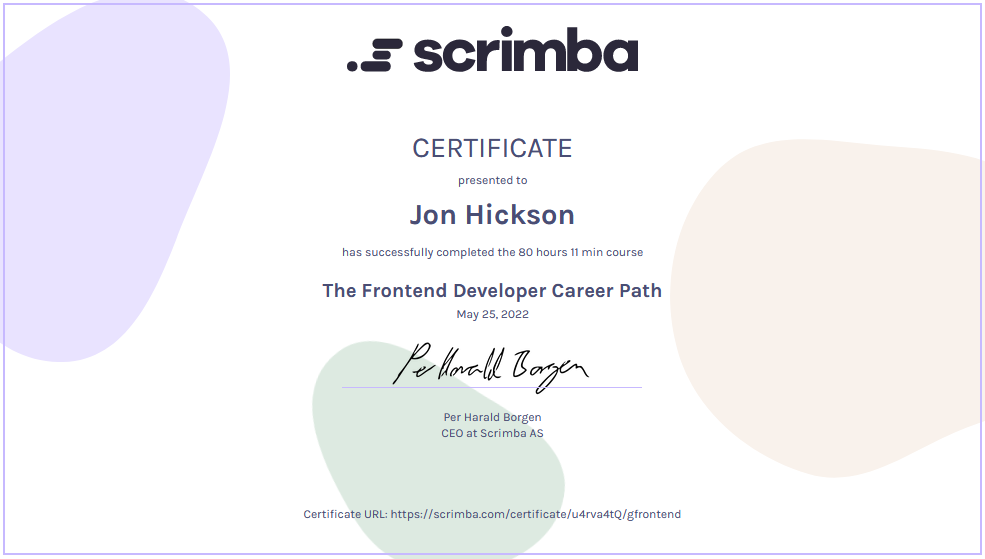 scrimba
CERTIFICATE
presented to
Jon Hickson
has successfully completed the 80 hours 11 min course
The Frontend Developer Career Path
May 25, 2022
Per Harald Borgen
Per Harald Borgen
CEO at Scrimba AS
Certificate URL: https://scrimba.com/certificate/u4rva4tQ/gfrontend